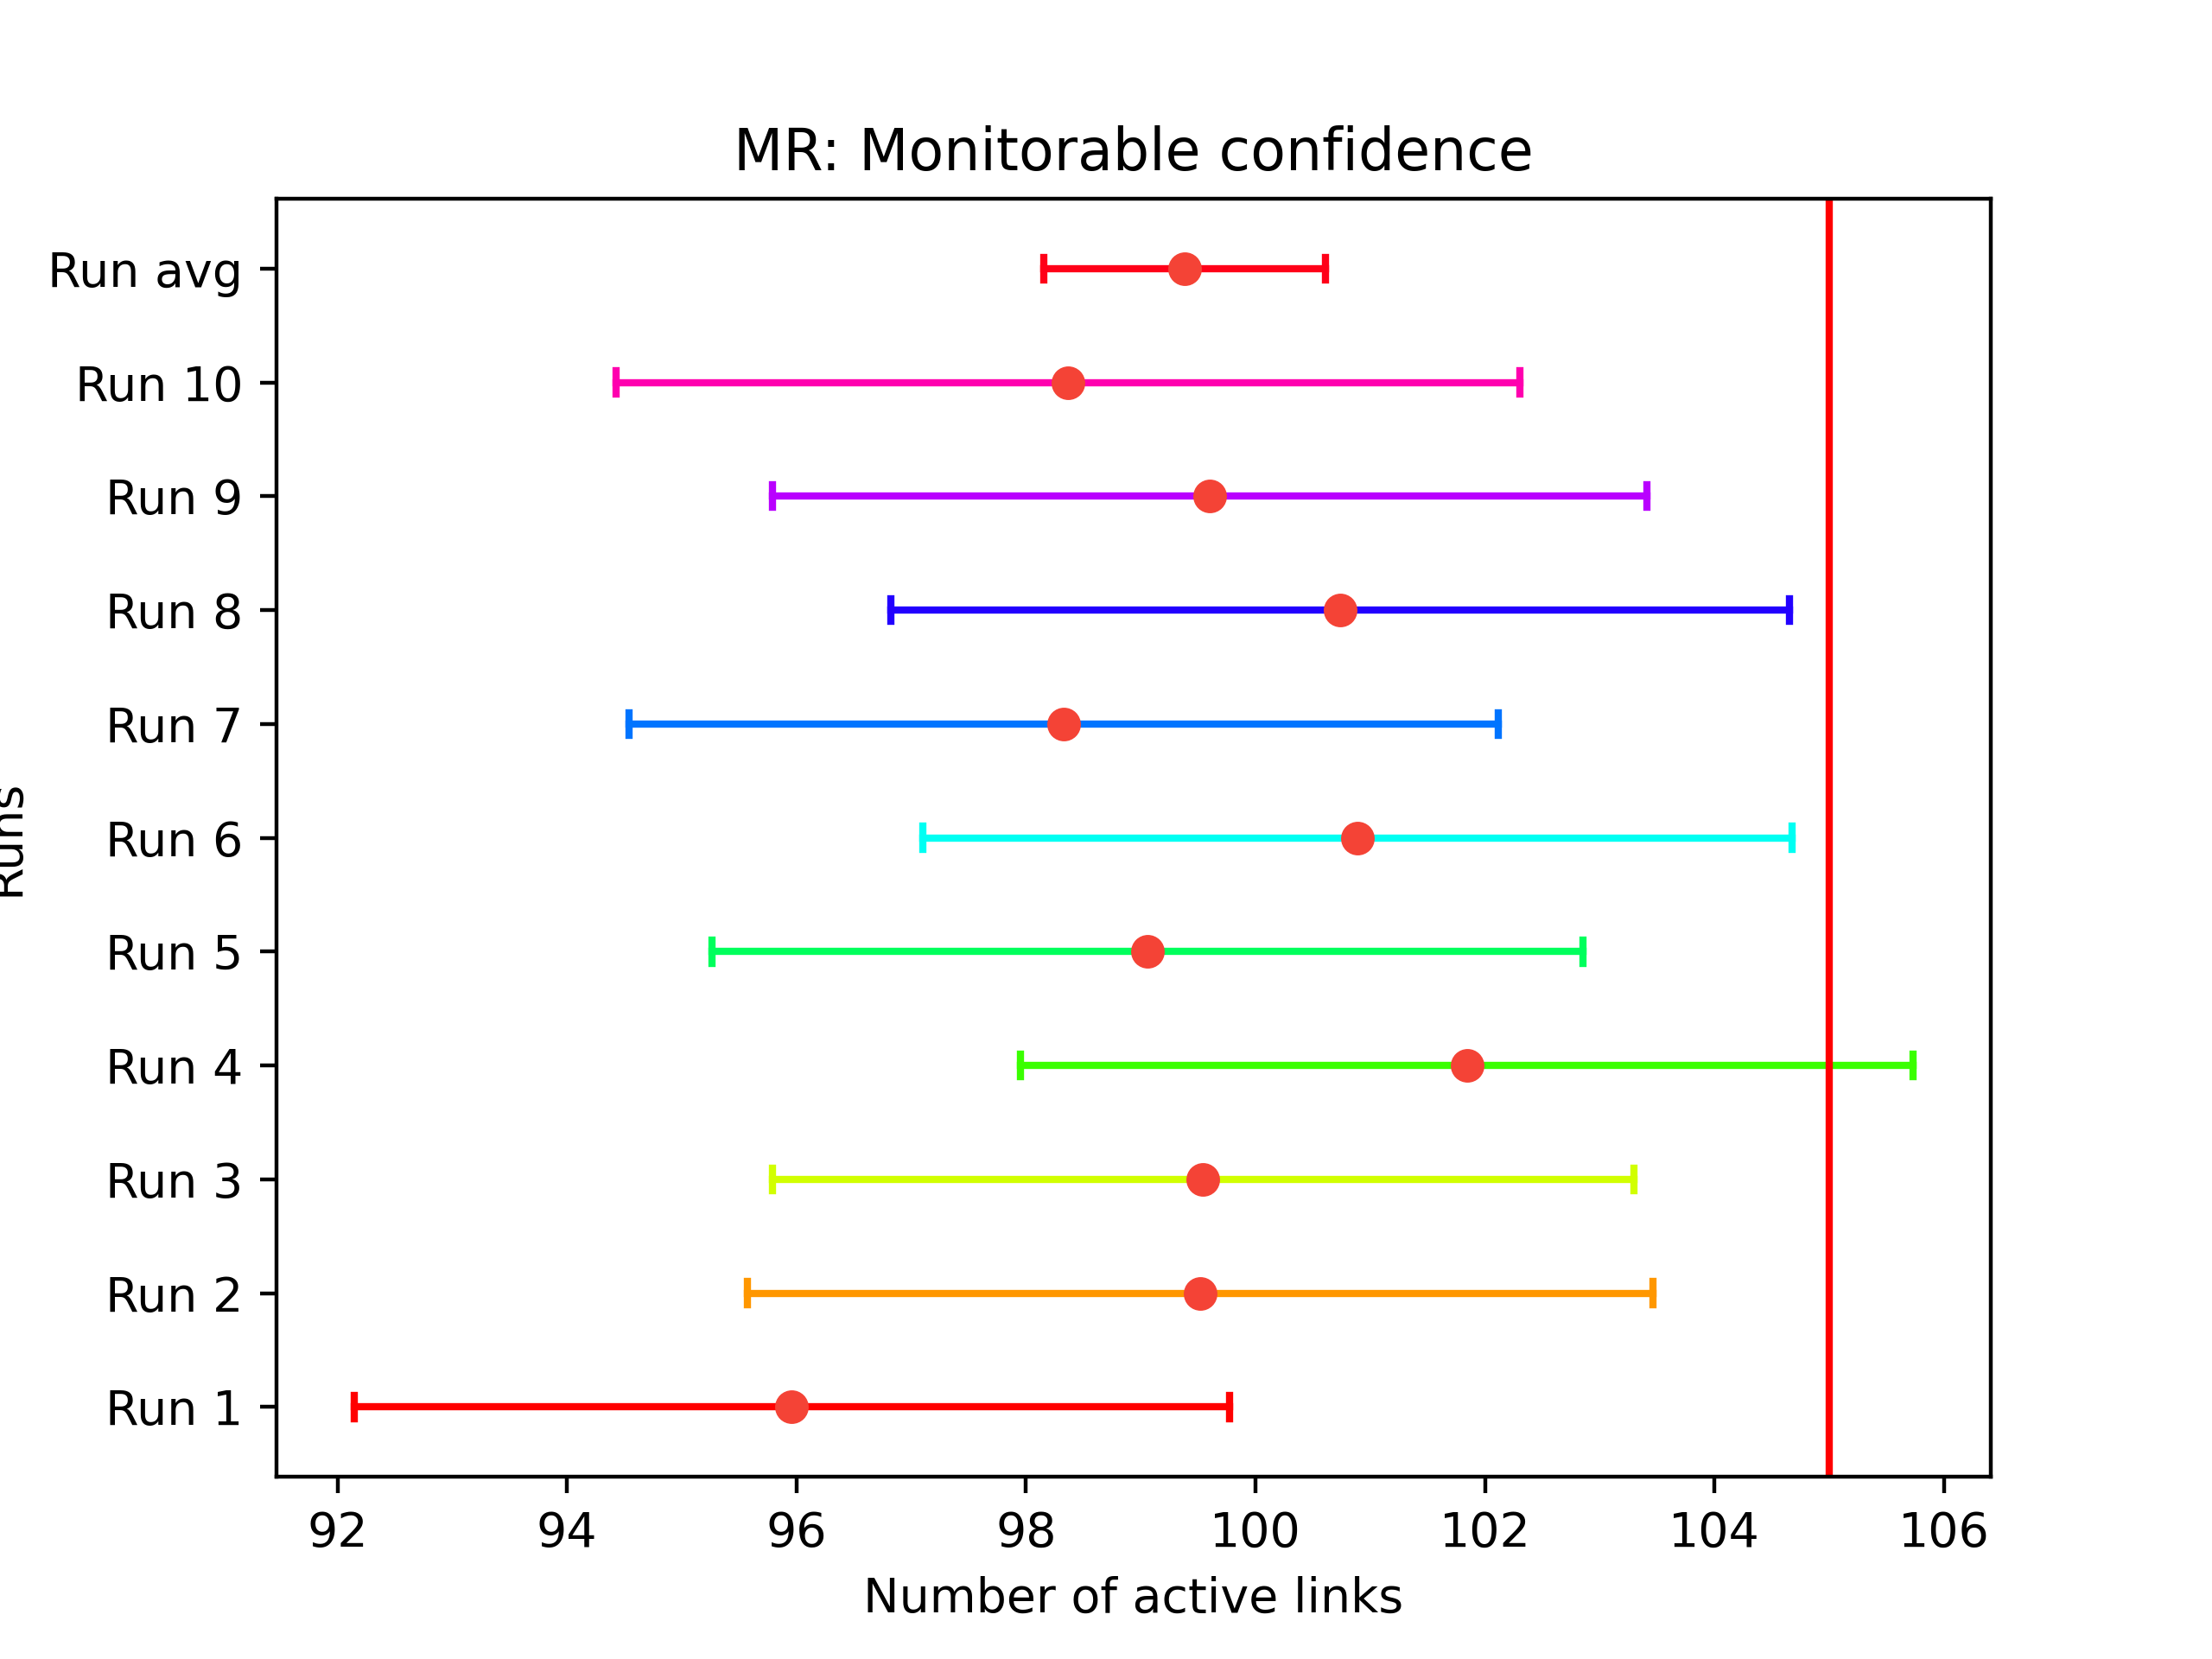 MR: Monitorable confidence
Run avg
Run 10
Run 9
Run 8
Run 7
Run 6
Run 5
Run 4
Run 3
Run 2
Run 1
Runs
92 94 96 98 100 102 104 106
Number of active links